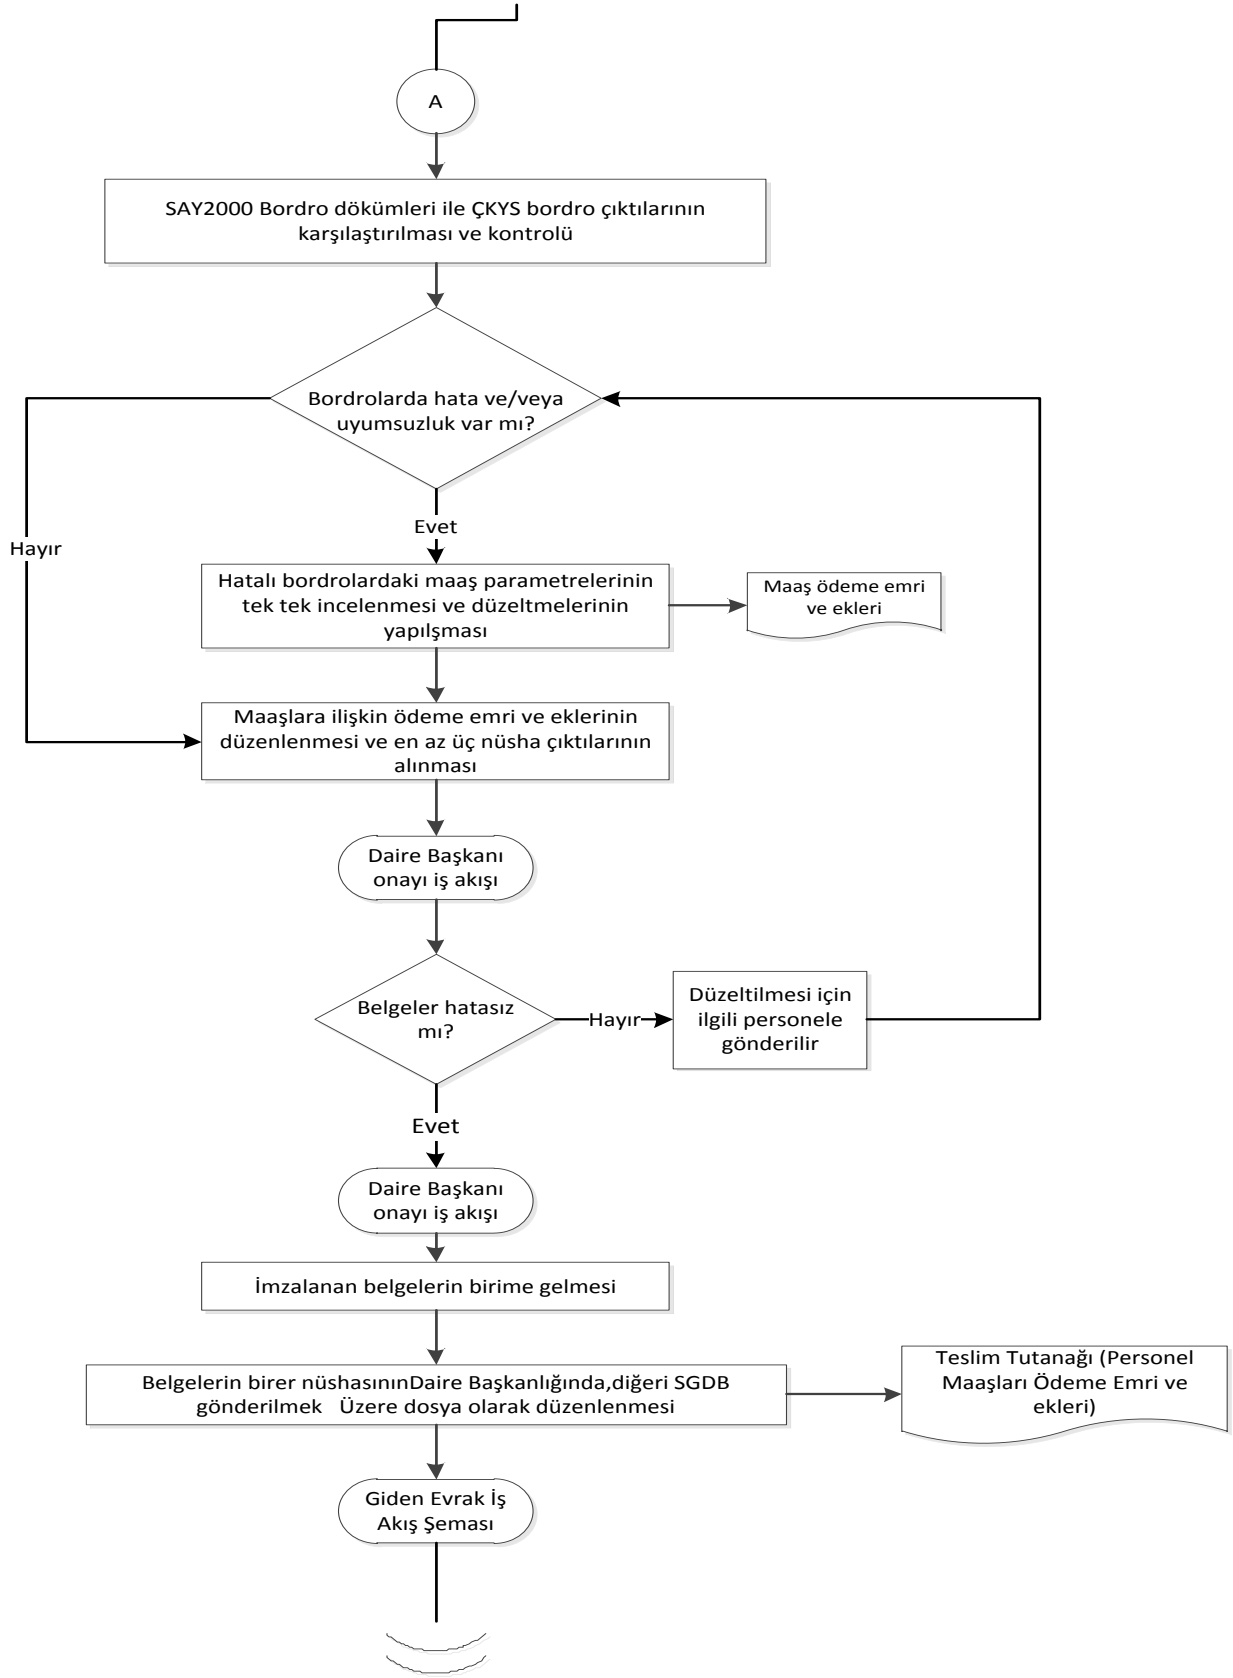 A
SAY2000 Bordro dökümleri ile ÇKYS bordro çıktılarının
karşılaştırılması ve kontrolü
Bordrolarda hata ve/veya
uyumsuzluk var mı?
Evet
Hayır
Hatalı bordrolardaki maaş parametrelerinin
tek tek incelenmesi ve düzeltmelerinin
yapılşması
Maaş ödeme emri
ve ekleri
Maaşlara ilişkin ödeme emri ve eklerinin
düzenlenmesi ve en az üç nüsha çıktılarının
alınması
Daire Başkanı
onayı iş akışı
Belgeler hatasız
mı?
Hayır
Düzeltilmesi için
ilgili personele
gönderilir
Evet
Daire Başkanı
onayı iş akışı
İmzalanan belgelerin birime gelmesi
Belgelerin birer nüshasınınDaire Başkanlığında,diğeri SGDB
gönderilmek   Üzere dosya olarak düzenlenmesi
Teslim Tutanağı (Personel
Maaşları Ödeme Emri ve
ekleri)
Giden Evrak İş
Akış Şeması